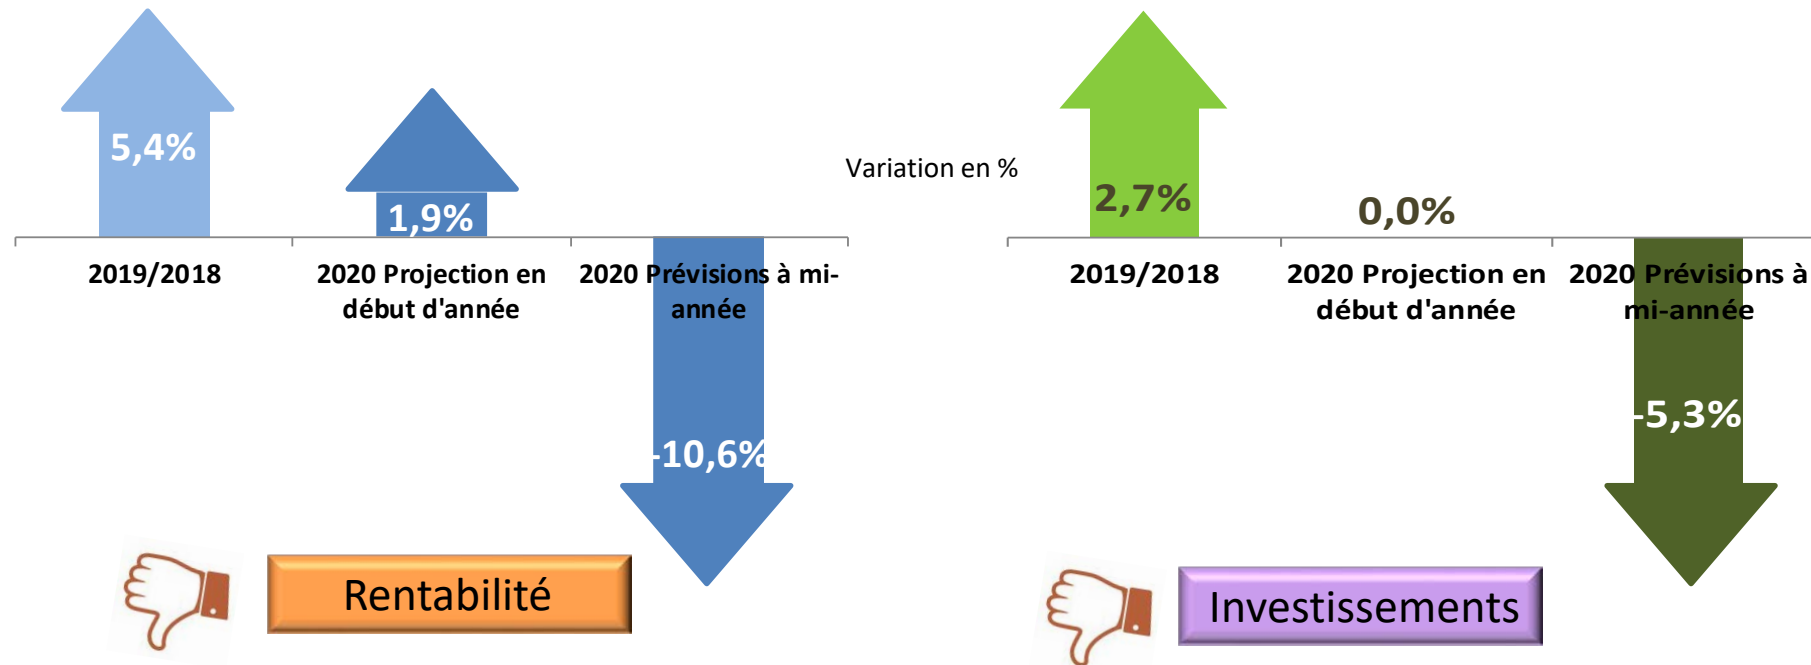 5,4%
1,9%
2019/2018
2020 Projection en
début d'année
2020 Prévisions à mi-
année
-10,6%
Rentabilité
Variation en %
2,7%
0,0%
2019/2018
2020 Projection en
début d'année
2020 Prévisions à
mi-année
-5,3%
Investissements